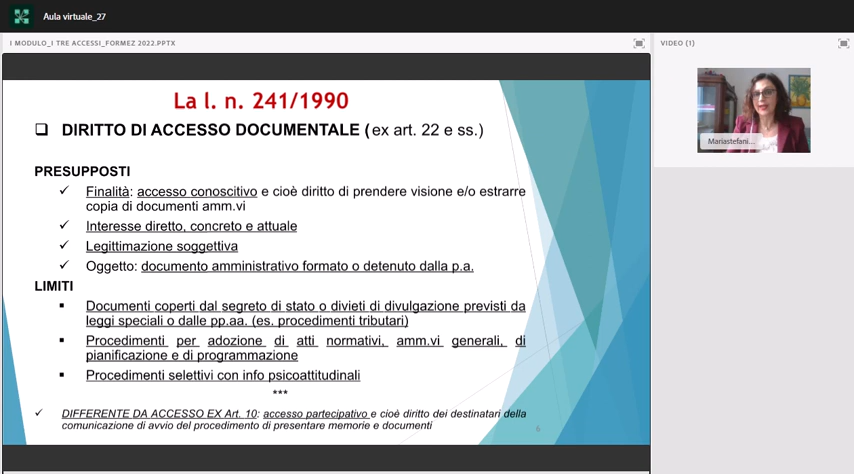 Aula virtuale_27
I MODULO_I TRE ACCESSI_FORMEZ 2022.PPTX
VIDEO (1)
La l. n. 241/1990
DIRITTO DI ACCESSO DOCUMENTALE (ex art. 22 e ss.)
PRESUPPOSTI
Finalità: accesso conoscitivo e cioè diritto di prendere visione e/o estrarre
copia di documenti amm.vi
Interesse diretto, concreto e attuale
Legittimazione soggettiva
Oggetto: documento amministrativo formato o detenuto dalla p.a.
LIMITI
Documenti coperti dal segreto di stato o divieti di divulgazione previsti da
leggi speciali o dalle pp.aa. (es. procedimenti tributari)
Procedimenti per adozione di atti normativi, amm.vi generali, di
pianificazione e di programmazione
Procedimenti selettivi con info psicoattitudinali
***
DIFFERENTE DA ACCESSO EX Art. 10: accesso partecipativo e cioè diritto dei destinatari della
comunicazione di avvio del procedimento di presentare memorie e documenti
6
Mariastefani...